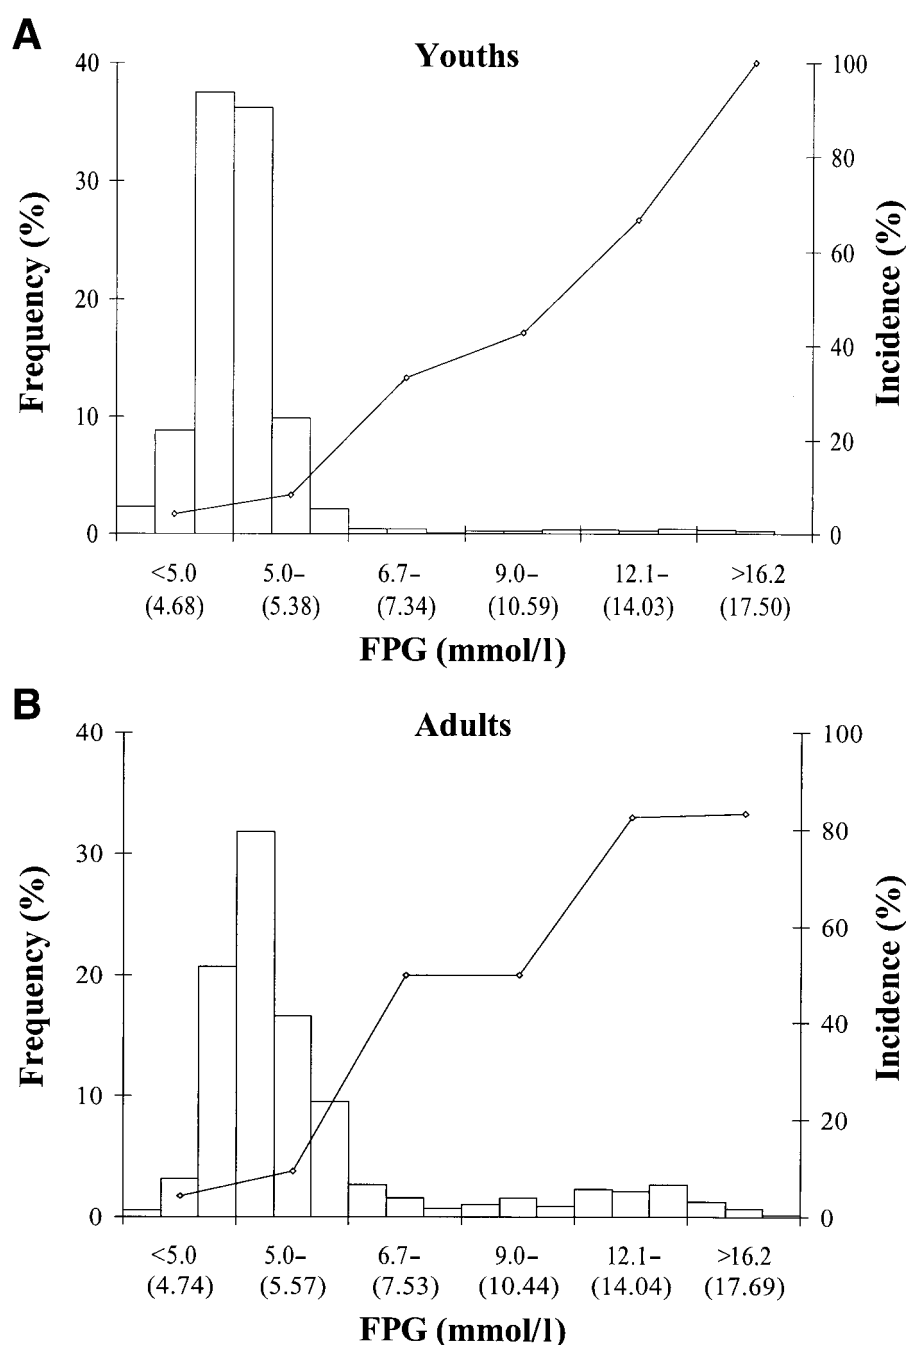 A
Youths
40
30
20
10
0
Frequency (%)
100
80
60
40
20
0
Incidence (%)
<5.0 5.0– 6.7– 9.0– 12.1– >16.2
(4.68) (5.38) (7.34) (10.59) (14.03) (17.50)
FPG (mmol/l)
B
Adults
40
30
20
10
0
Frequency (%)
100
80
60
40
20
0
Incidence (%)
<5.0 5.0– 6.7– 9.0– 12.1– >16.2
(4.74) (5.57) (7.53) (10.44) (14.04) (17.69)
FPG (mmol/l)